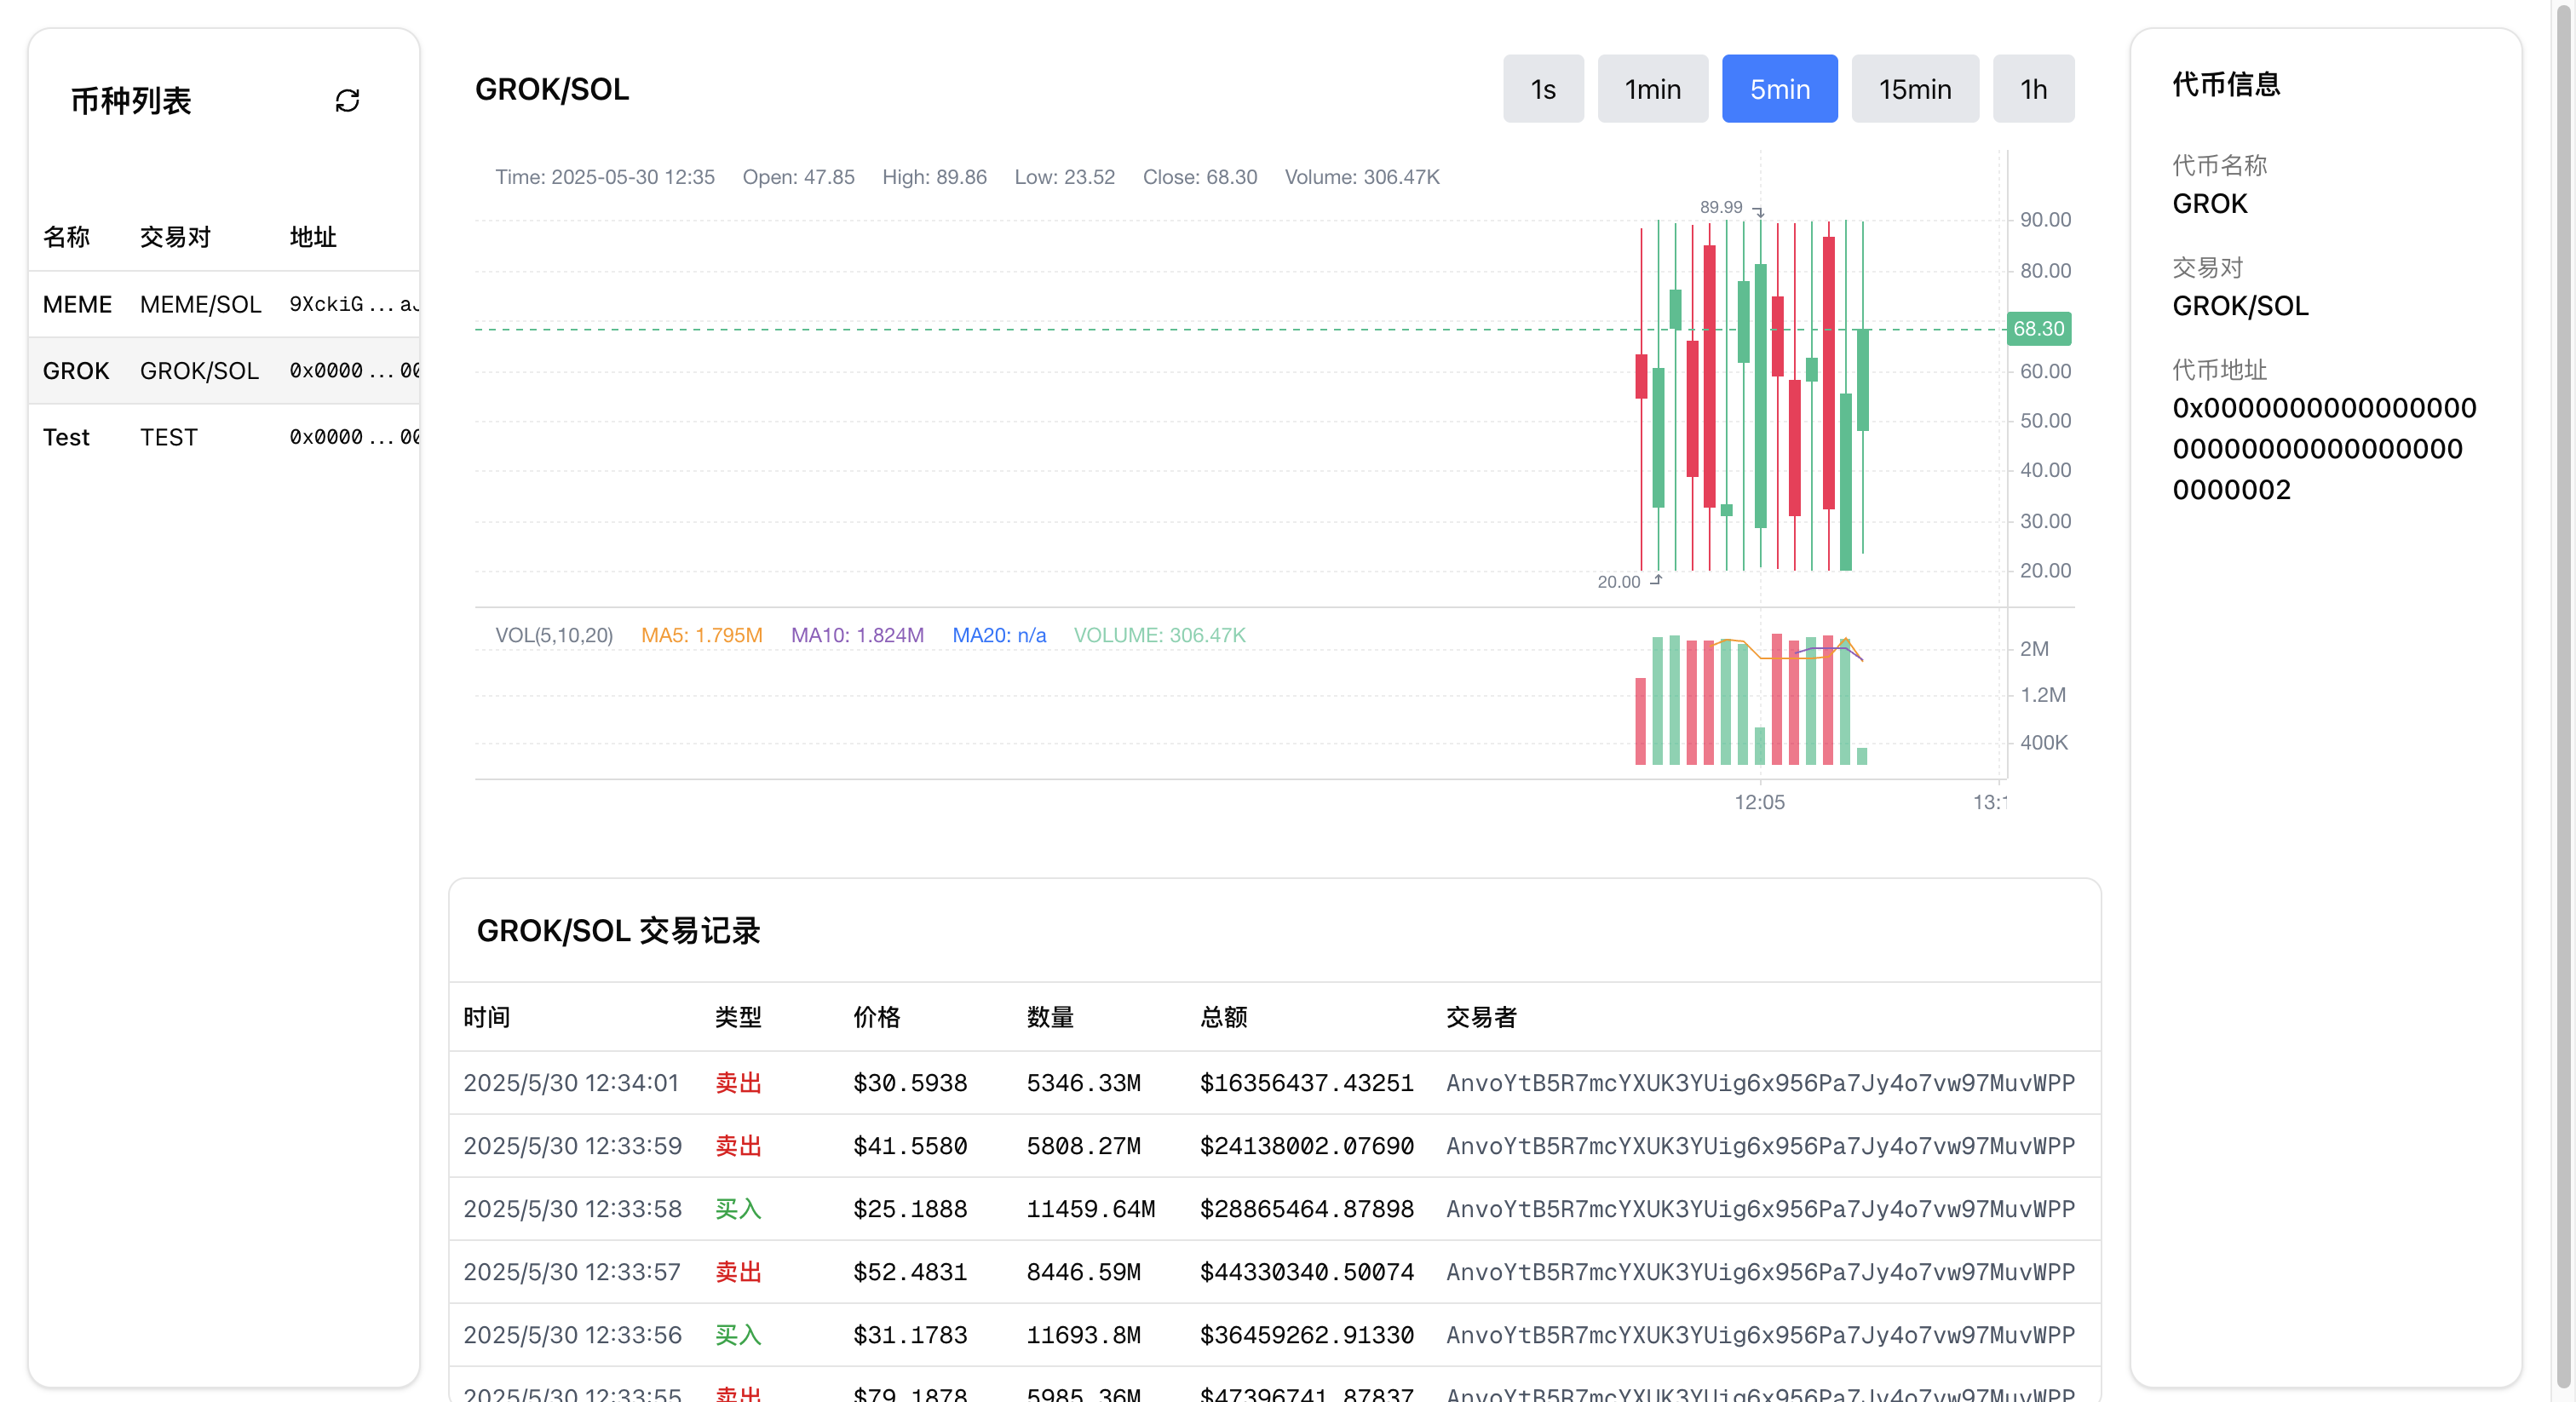 币种列表
名称 交易对 地址
MEME MEME/SOL 9XckiG...
GROK GROK/SOL 0x0000...00
Test TEST 0x0000...00
GROK/SOL
1s 1min 5min 15min 1h
Time: 2025-05-30 12:35 Open: 47.85 High: 89.86 Low: 23.52 Close: 68.30 Volume: 306.47K
89.99
90.00
80.00
68.30
60.00
50.00
40.00
30.00
20.00
20.00
VOL(5,10,20) MA5: 1.795M MA10: 1.824M MA20: n/a VOLUME: 306.47K
2M
1.2M
400K
12:05 13:1
GROK/SOL 交易记录
时间 类型 价格 数量 总额 交易者
2025/5/30 12:34:01 卖出 $30.5938 5346.33M $16356437.43251 AnvoYtB5R7mcYXUK3YUig6x956Pa7Jy4o7vw97MuvWPP
2025/5/30 12:33:59 卖出 $41.5580 5808.27M $24138002.07690 AnvoYtB5R7mcYXUK3YUig6x956Pa7Jy4o7vw97MuvWPP
2025/5/30 12:33:58 买入 $25.1888 11459.64M $28865464.87898 AnvoYtB5R7mcYXUK3YUig6x956Pa7Jy4o7vw97MuvWPP
2025/5/30 12:33:57 卖出 $52.4831 8446.59M $44330340.50074 AnvoYtB5R7mcYXUK3YUig6x956Pa7Jy4o7vw97MuvWPP
2025/5/30 12:33:56 买入 $31.1783 11693.8M $36459262.91330 AnvoYtB5R7mcYXUK3YUig6x956Pa7Jy4o7vw97MuvWPP
2025/5/30 12:33:55 卖出 $79.1878 5985.36M $47396741.87837 AnvoYtB5R7mcYXUK3YUig6x956Pa7Jy4o7vw97MuvWPP
代币信息
代币名称
GROK
交易对
GROK/SOL
代币地址
0x0000000000000000
00000000000000000
0000002